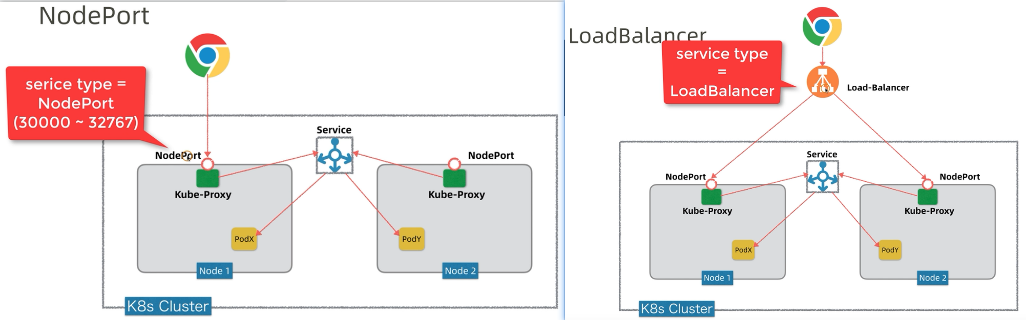 NodePort
serice type =
NodePort
(30000 ~ 32767)
Service
NodePort
NodePort
Kube-Proxy
Kube-Proxy
PodX
PodY
Node 1
Node 2
K8s Cluster
LoadBalancer
service type
=
LoadBalancer
Load-Balancer
Service
NodePort
NodePort
Kube-Proxy
Kube-Proxy
PodX
PodY
Node 1
Node 2
K8s Cluster